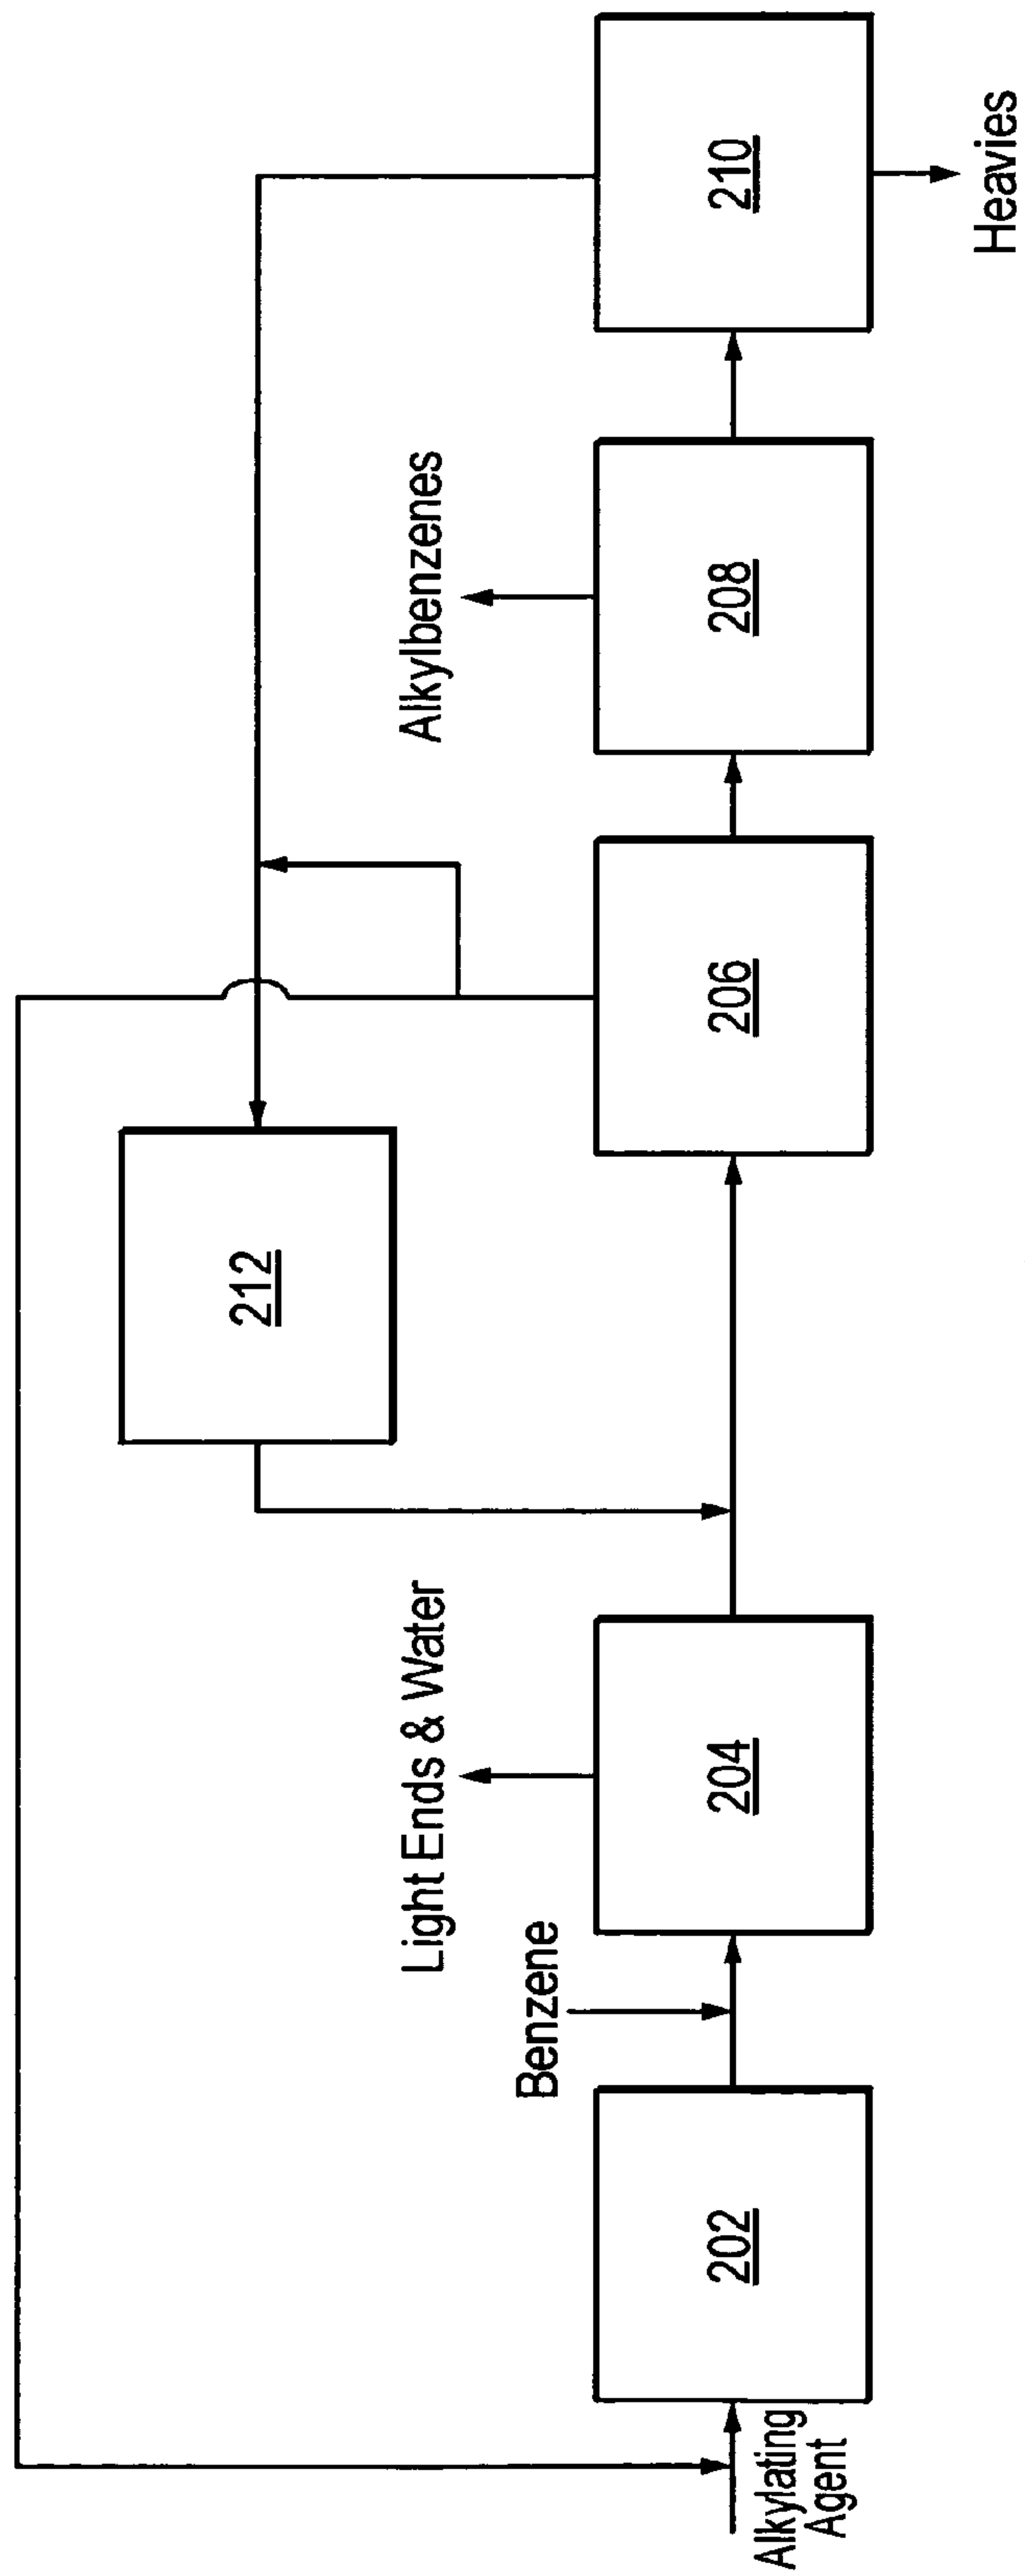 212
Light Ends & Water
Alkylbenzenes
Benzene
Alkylating
Agent
202
204
206
208
210
Heavies